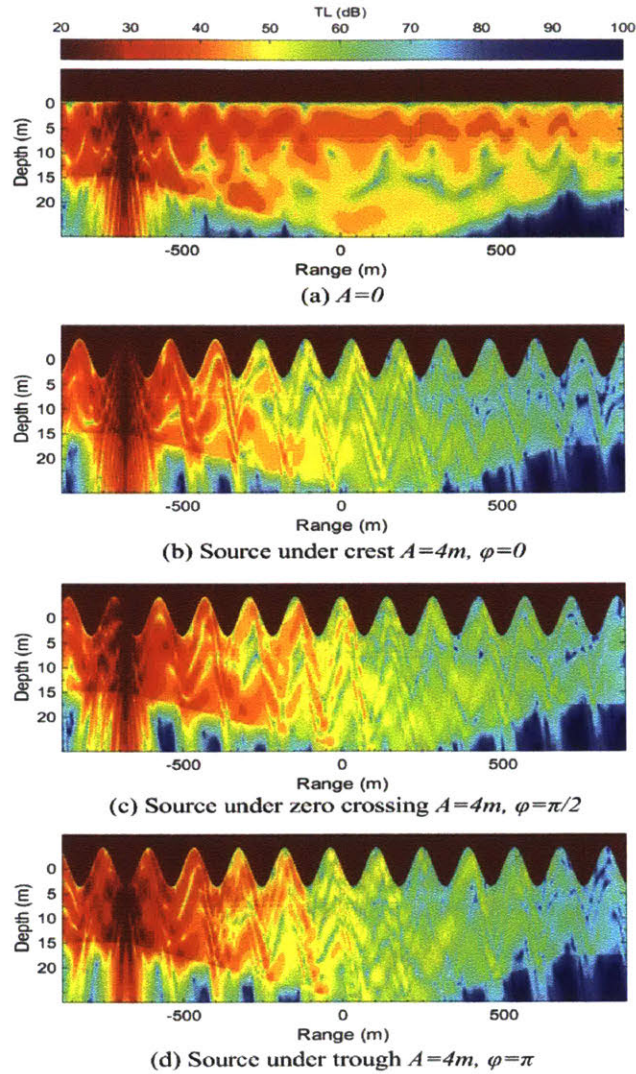 TL (dB)
20 30 40 50 60 70 80 90 100
Depth (m)
0
5
10
15
20
-500 0 500
Range (m)
(a) A=0
Depth (m)
0
5
10
15
20
-500 0 500
Range (m)
(b) Source under crest A=4m, φ=0
Depth (m)
0
5
10
15
20
-500 0 500
Range (m)
(c) Source under zero crossing A=4m, φ=π/2
Depth (m)
0
5
10
15
20
-500 0 500
Range (m)
(d) Source under trough A=4m, φ=π